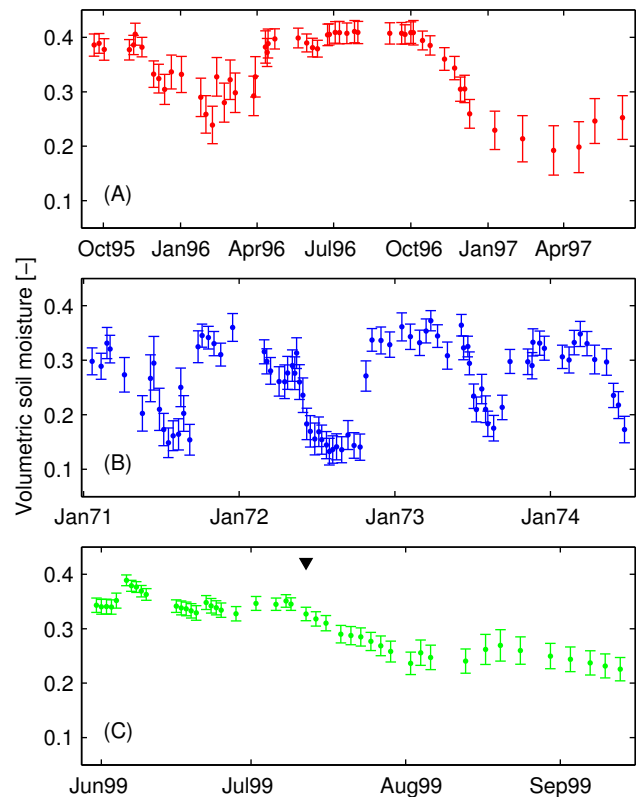 0.4
0.3
0.2
0.1
(A)
Oct95 Jan96 Apr96 Jul96 Oct96 Jan97 Apr97
Volumetric soil moisture [−]
0.4
0.3
0.2
0.1
(B)
Jan71 Jan72 Jan73 Jan74
0.4
0.3
0.2
0.1
(C)
Jun99 Jul99 Aug99 Sep99